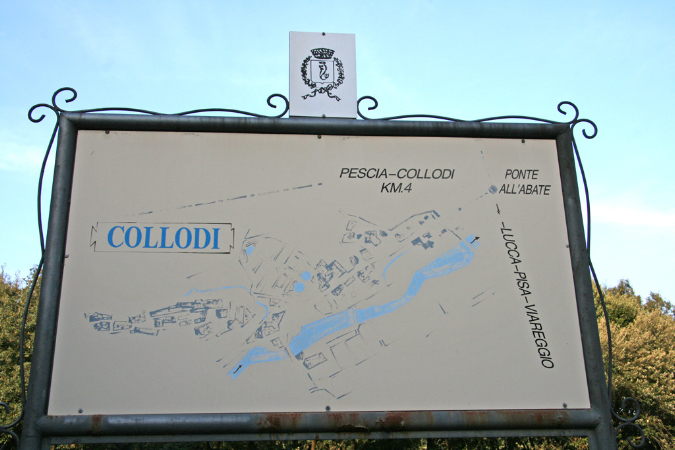 PESCIA-COLLODI
KM.4
PONTE
ALL'ABATE
COLLODI
-LUCCA-PISA-VIAREGGIO